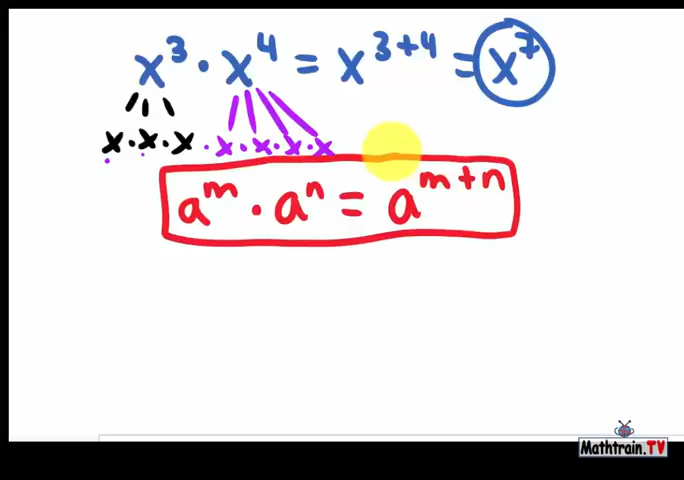 x³ · x⁴ = x³⁺⁴ = x⁷
x · x · x · x · x · x · x
aᵐ · aⁿ = aᵐ⁺ⁿ
Mathtrain.TV